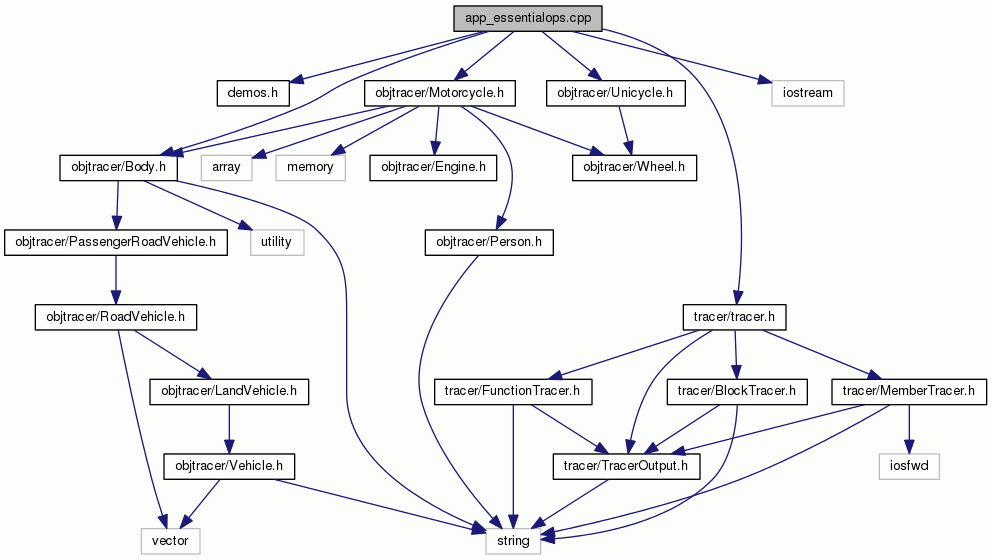 app_essentialops.cpp
demos.h
objtracer/Motorcycle.h
objtracer/Unicycle.h
iostream
objtracer/Body.h
array
memory
objtracer/Engine.h
objtracer/Wheel.h
objtracer/PassengerRoadVehicle.h
utility
objtracer/Person.h
objtracer/RoadVehicle.h
tracer/tracer.h
objtracer/LandVehicle.h
tracer/FunctionTracer.h
tracer/BlockTracer.h
tracer/MemberTracer.h
objtracer/Vehicle.h
tracer/TracerOutput.h
iosfwd
vector
string